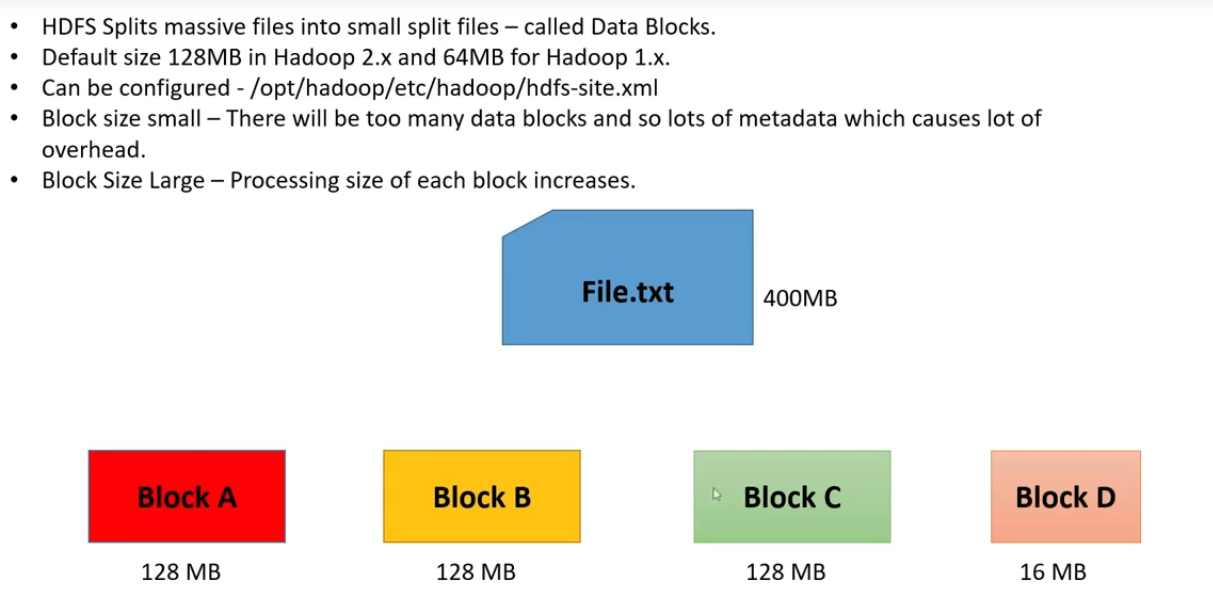 • HDFS Splits massive files into small split files – called Data Blocks.
• Default size 128MB in Hadoop 2.x and 64MB for Hadoop 1.x.
• Can be configured - /opt/hadoop/etc/hadoop/hdfs-site.xml
• Block size small – There will be too many data blocks and so lots of metadata which causes lot of
overhead.
• Block Size Large – Processing size of each block increases.
File.txt
400MB
Block A
Block B
Block C
Block D
128 MB
128 MB
128 MB
16 MB